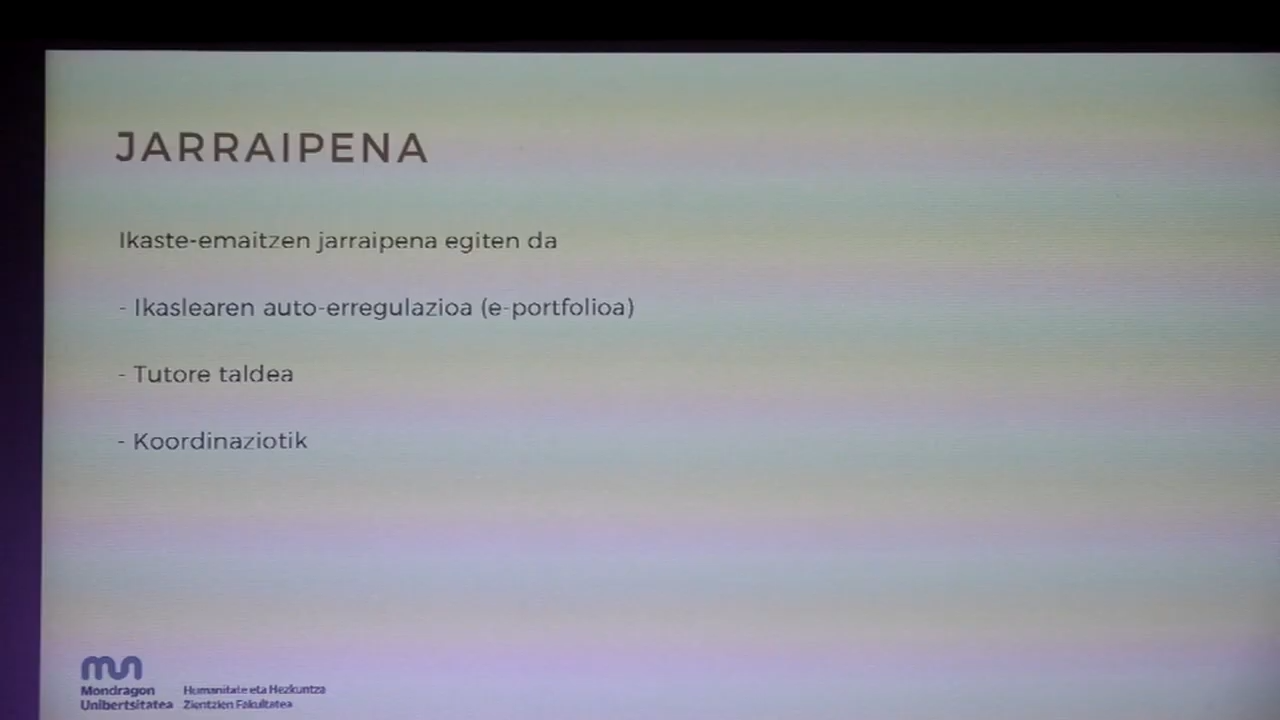 JARRAIPENA
Ikaste-emaitzen jarraipena egiten da
- Ikaslearen auto-erregulazioa (e-portfolioa)
- Tutore taldea
- Koordinaziotik
Mondragon
Unibertsitatea
Humanitate eta Hezkuntza
Zientzien Fakultatea